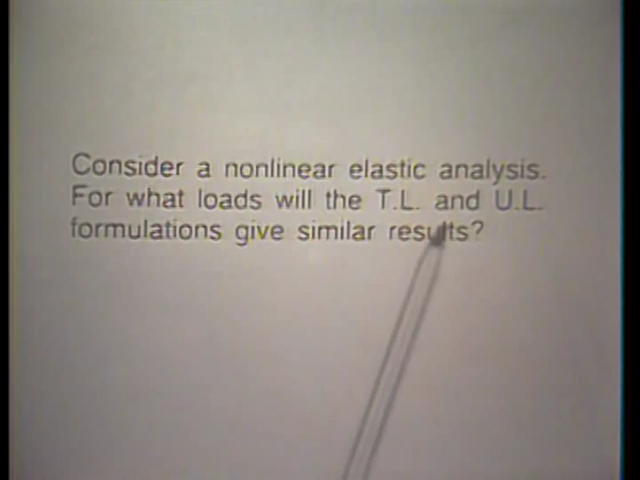 Consider a nonlinear elastic analysis.
For what loads will the T.L. and U.L.
formulations give similar results?